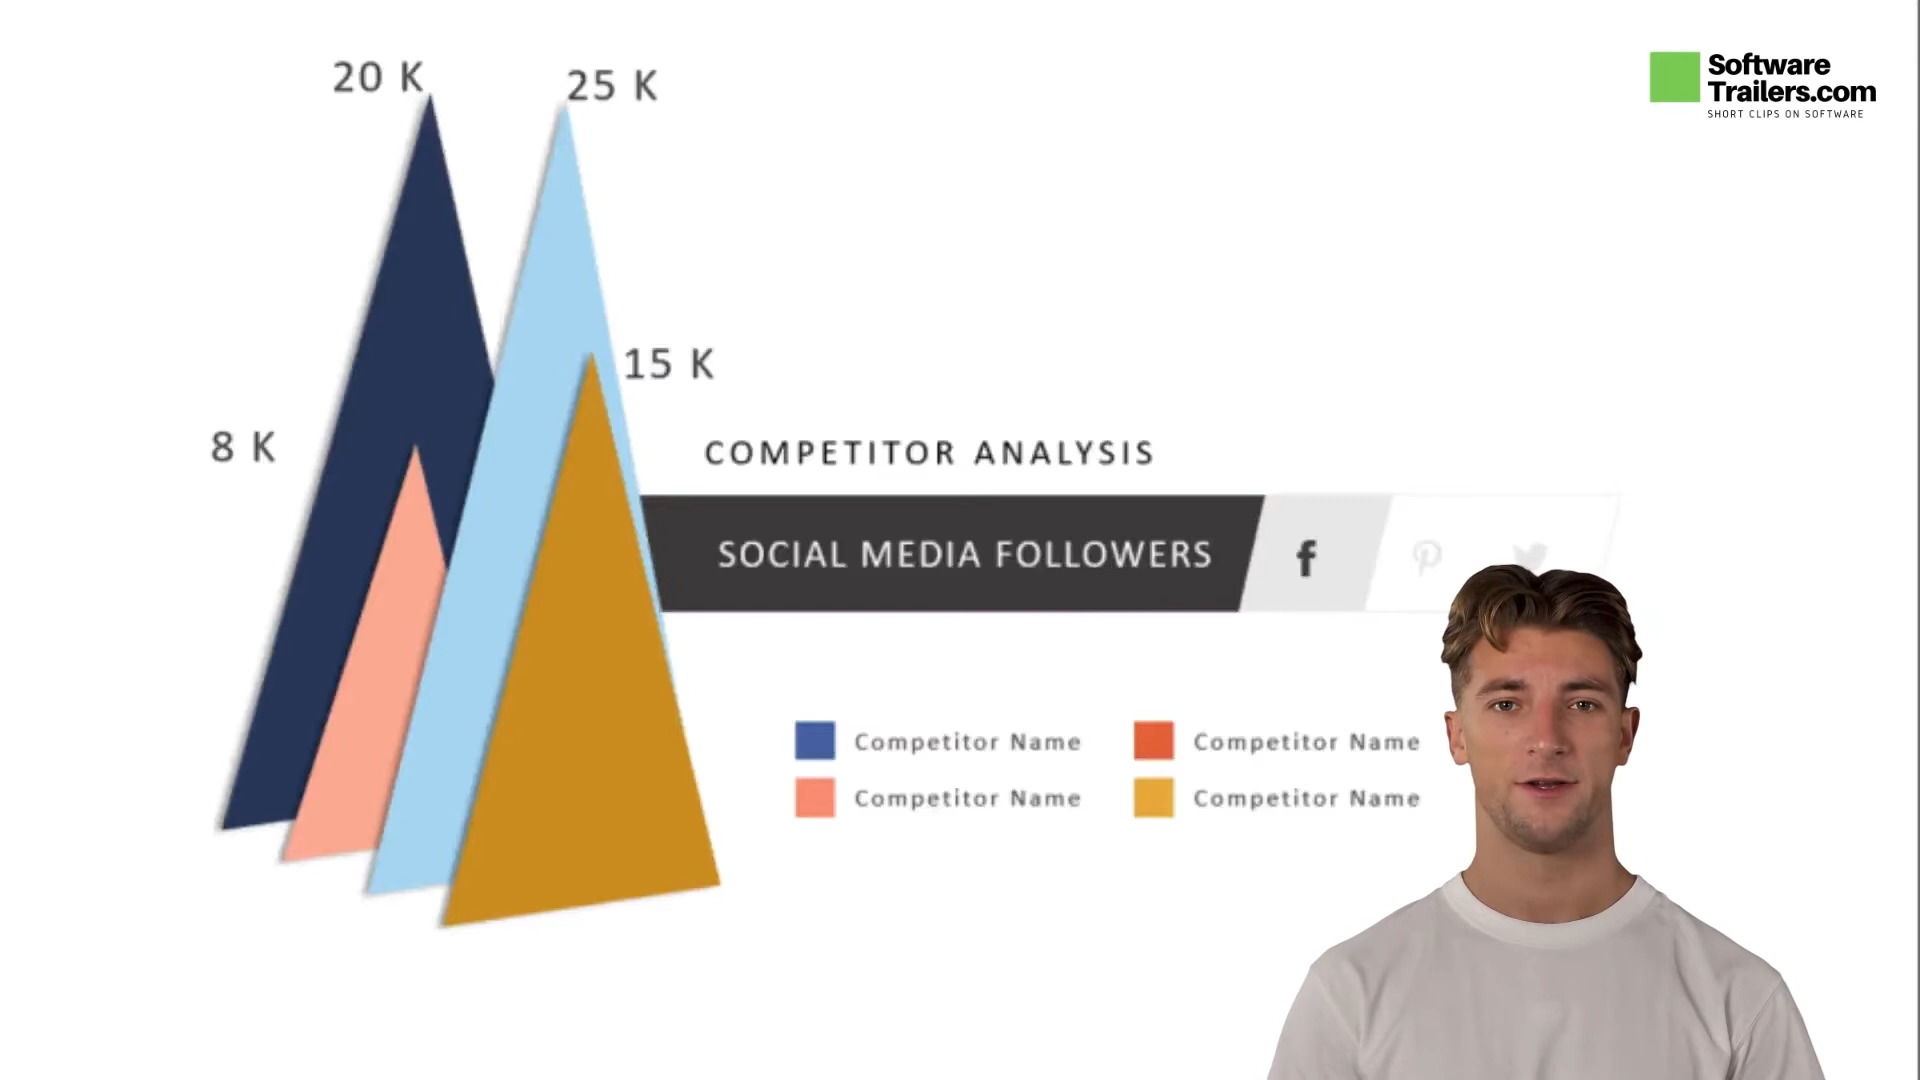 20 K
25 K
Software
Trailers.com
SHORT CLIPS ON SOFTWARE
15 K
8 K
COMPETITOR ANALYSIS
SOCIAL MEDIA FOLLOWERS
f
Competitor Name
Competitor Name
Competitor Name
Competitor Name